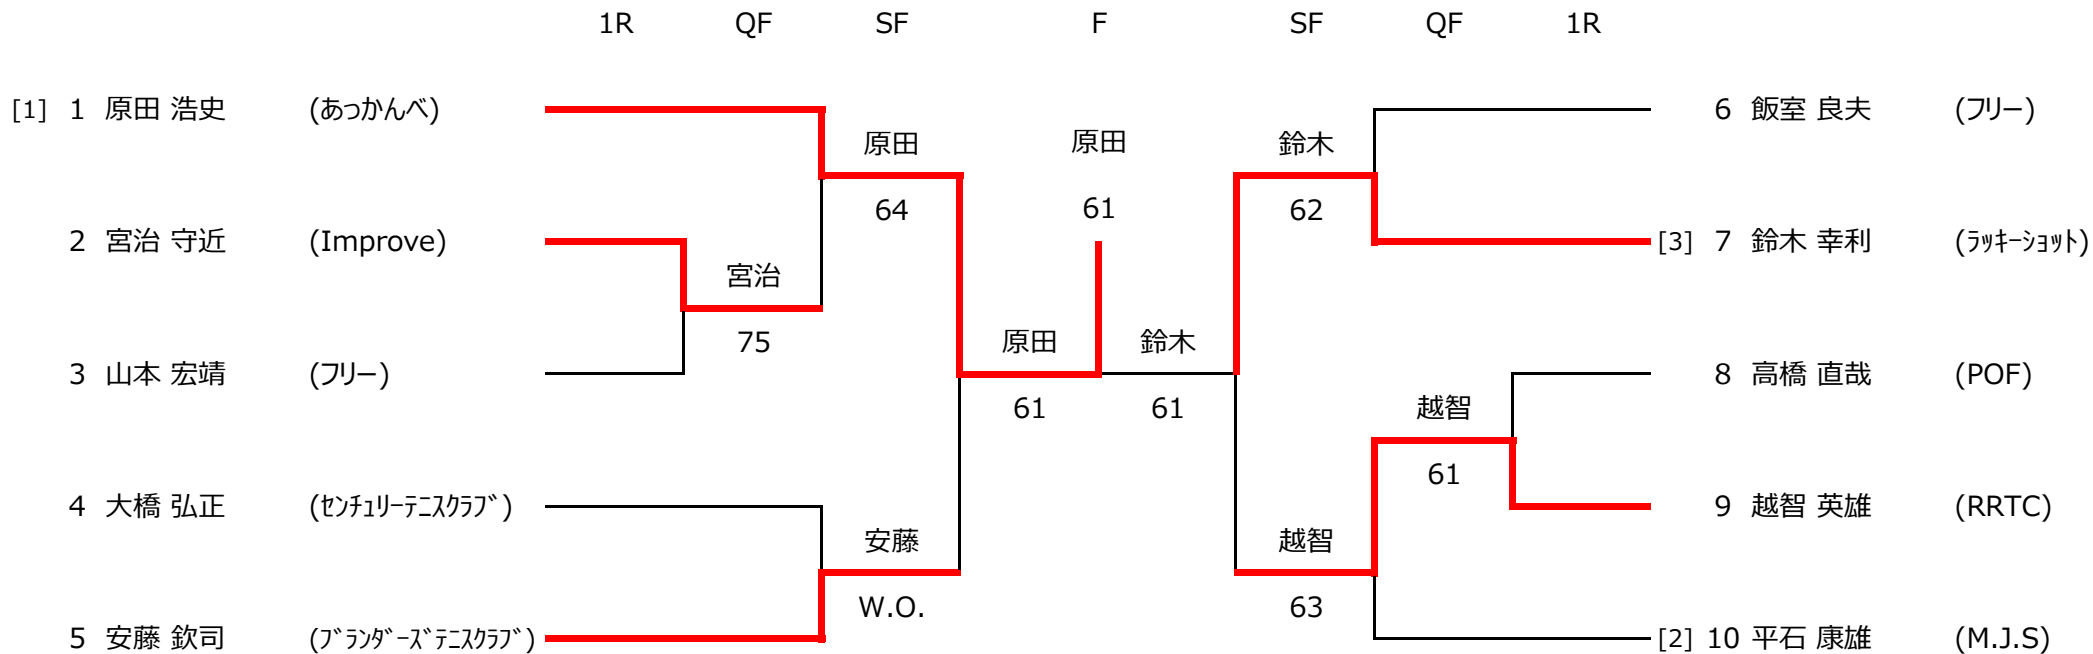 1R QF SF F SF QF 1R
[1] 1 原田 浩史 (あっかんべ) 6 飯室 良夫 (フリー)
原田 原田 鈴木
64 61 62
2 宮治 守近 (Improve) [3] 7 鈴木 幸利 (ﾗｯｷｰｼｮｯﾄ)
宮治
75 原田 鈴木
3 山本 宏靖 (フリー) 8 高橋 直哉 (POF)
61 61 越智
61
4 大橋 弘正 (ｾﾝﾁｭﾘｰﾃﾆｽｸﾗﾌﾞ) 9 越智 英雄 (RRTC)
安藤 越智
W.O. 63
5 安藤 欽司 (ﾌﾞﾗﾝﾀﾞｰｽﾞﾃﾆｽｸﾗﾌﾞ) [2] 10 平石 康雄 (M.J.S)